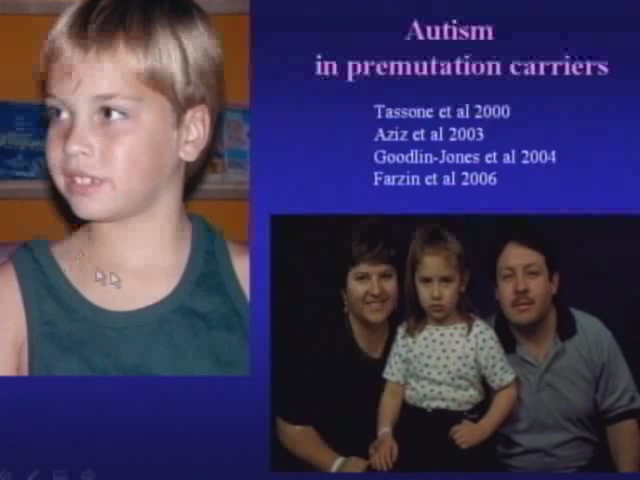 Autism
in premutation carriers
Tassone et al 2000
Aziz et al 2003
Goodlin-Jones et al 2004
Farzin et al 2006